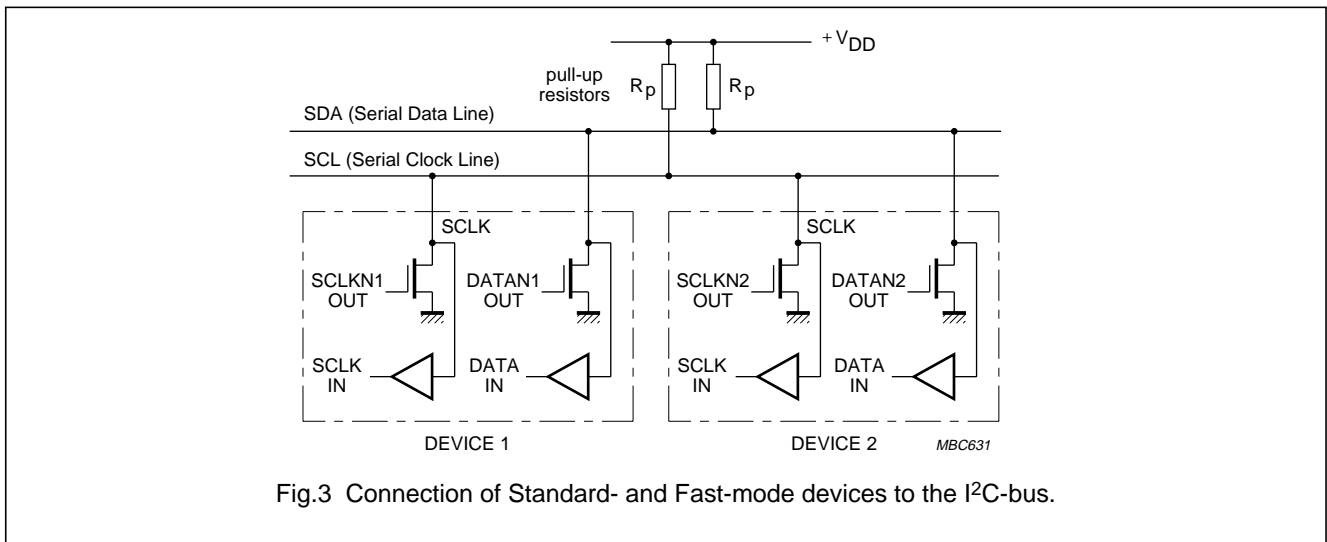 + VDD
pull-up
resistors
Rp
Rp
SDA (Serial Data Line)
SCL (Serial Clock Line)
SCLK
SCLKN1
OUT
DATAN1
OUT
SCLK
IN
DATA
IN
DEVICE 1
SCLK
SCLKN2
OUT
DATAN2
OUT
SCLK
IN
DATA
IN
DEVICE 2
MBC631
Fig.3 Connection of Standard- and Fast-mode devices to the I²C-bus.